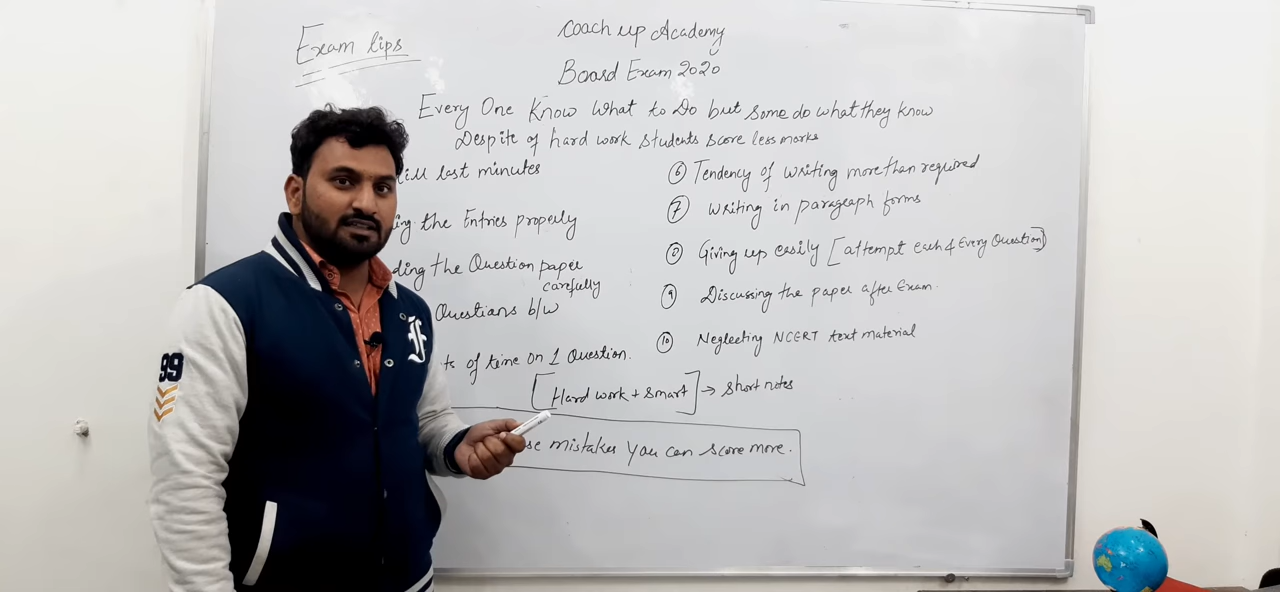 Exam tips
Coach up Academy
Board Exam 2020
Every One Know What to Do but some do what they know
Despite of hard work students score less marks
till last minutes
the Entries properly
the Question paper
carefully
Questions b/w
of time on 1 Question.
6 Tendency of writing more than required
7 Writing in paragraph forms
8 Giving up easily [attempt each & Every Question]
9 Discussing the paper after Exam.
10 Neglecting NCERT text material
[Hard work + smart] → short notes
mistakes you can score more.
99